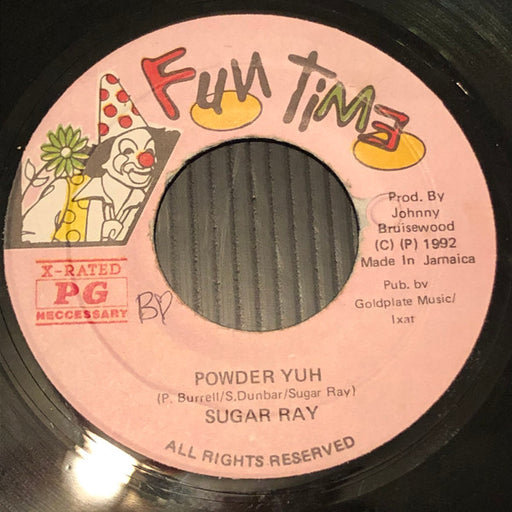 Fun Time
Prod. By
Johnny
Bruisewood
(C) (P) 1992
Made In Jamaica
Pub. by
Goldplate Music/
Ixat
X-RATED
PG
NECCESSARY
BP
POWDER YUH
(P. Burrell/S.Dunbar/Sugar Ray)
SUGAR RAY
ALL RIGHTS RESERVED